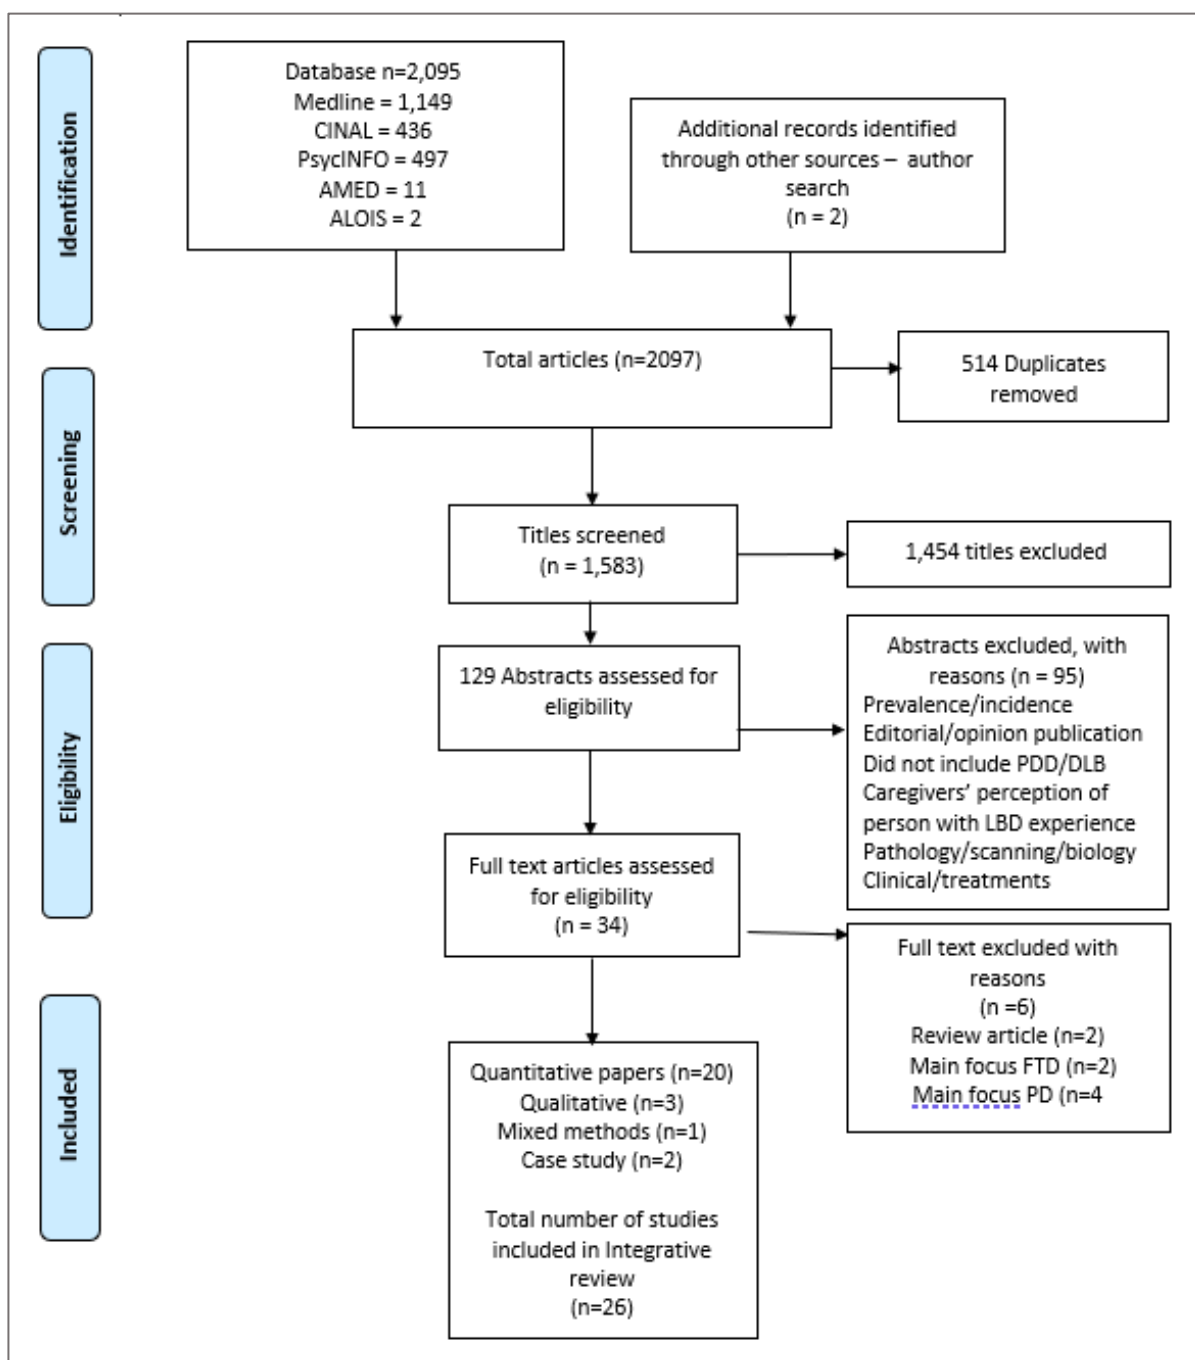 Identification
Database n=2,095
Medline = 1,149
CINAL = 436
PsycINFO = 497
AMED = 11
ALOIS = 2
Additional records identified
through other sources – author
search
(n = 2)
Total articles (n=2097)
514 Duplicates
removed
Screening
Titles screened
(n = 1,583)
1,454 titles excluded
Eligibility
129 Abstracts assessed for
eligibility
Abstracts excluded, with
reasons (n = 95)
Prevalence/incidence
Editorial/opinion publication
Did not include PDD/DLB
Caregivers’ perception of
person with LBD experience
Pathology/scanning/biology
Clinical/treatments
Full text articles assessed
for eligibility
(n = 34)
Full text excluded with
reasons
(n =6)
Review article (n=2)
Main focus FTD (n=2)
Main focus PD (n=4
Included
Quantitative papers (n=20)
Qualitative (n=3)
Mixed methods (n=1)
Case study (n=2)
Total number of studies
included in Integrative
review
(n=26)